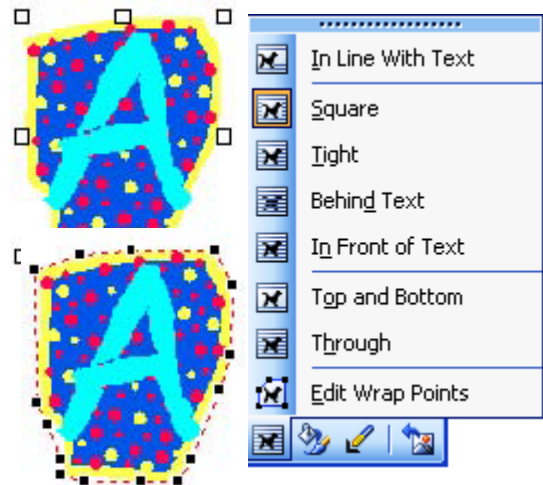 A
In Line With Text
Square
Tight
Behind Text
In Front of Text
Top and Bottom
Through
Edit Wrap Points
A